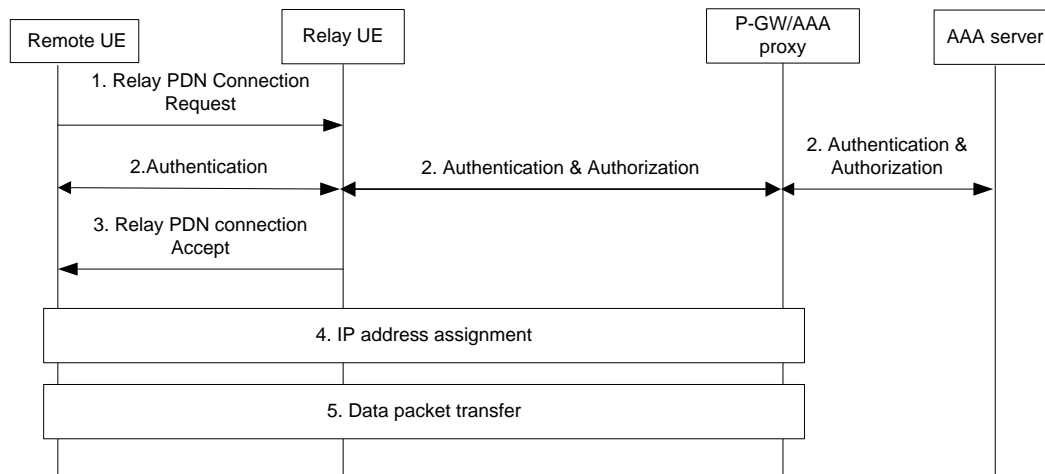 Remote UE
Relay UE
P-GW/AAA
proxy
AAA server
1. Relay PDN Connection
Request
2.Authentication
2. Authentication & Authorization
2. Authentication &
Authorization
3. Relay PDN connection
Accept
4. IP address assignment
5. Data packet transfer